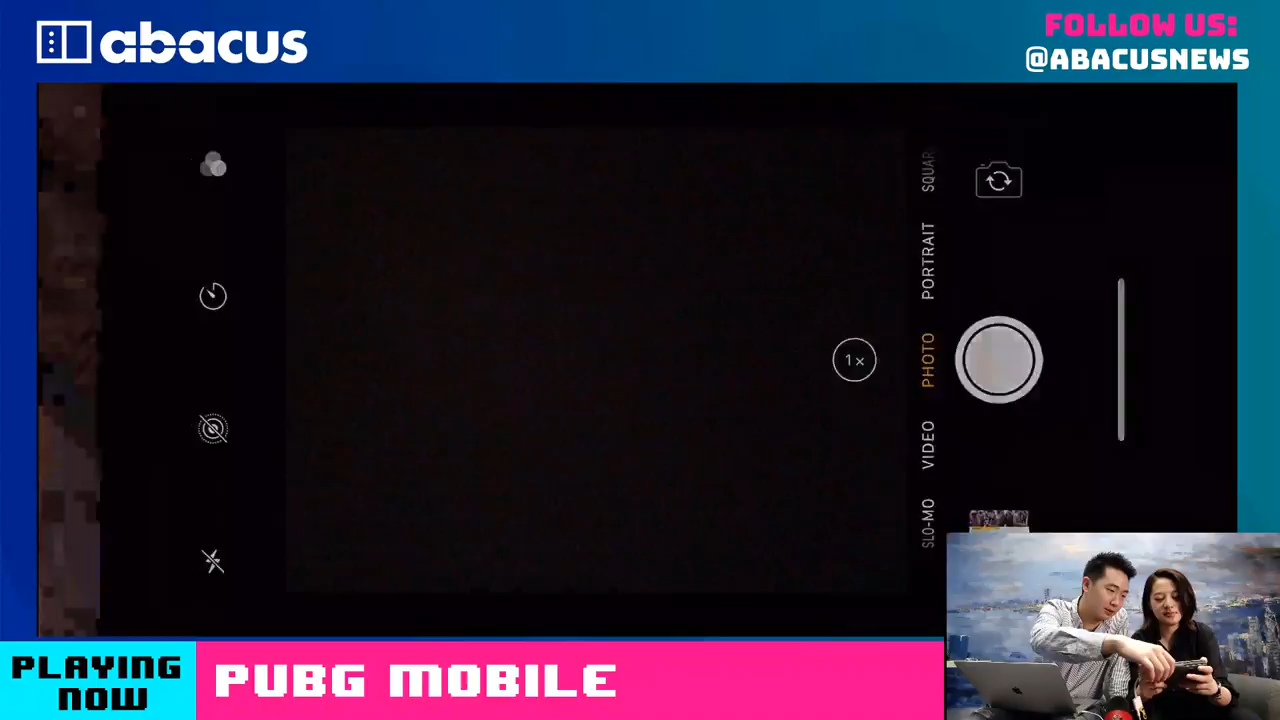 abacus
FOLLOW US:
@ABACUSNEWS
SQUAR
PORTRAIT
PHOTO
VIDEO
SLO-MO
1×
PLAYING
NOW
PUBG MOBILE